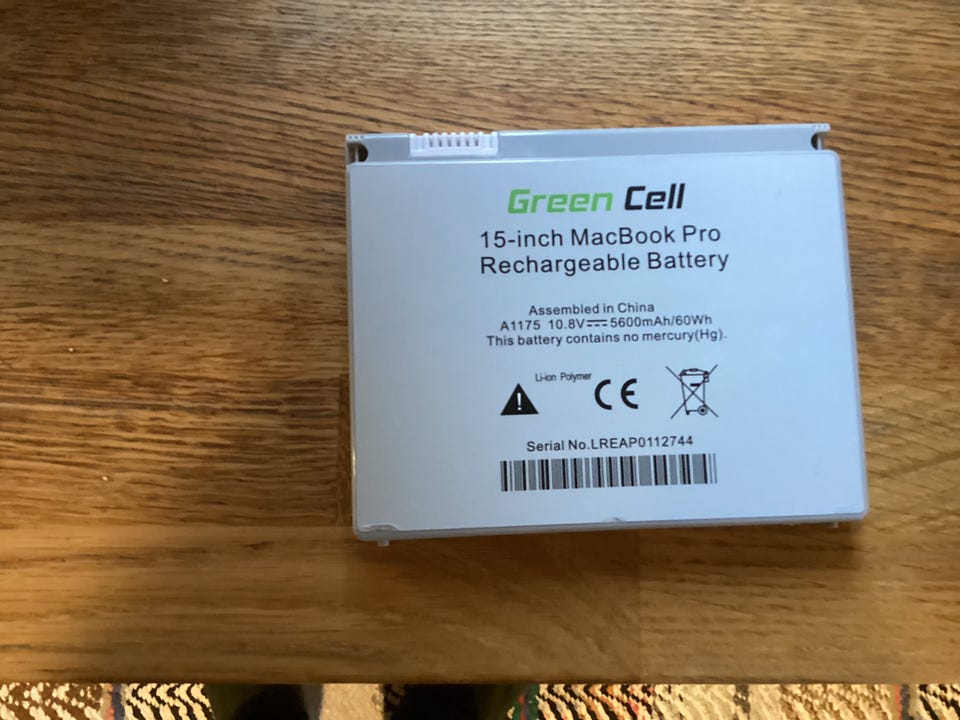 Green Cell
15-inch MacBook Pro
Rechargeable Battery
Assembled in China
A1175 10.8V⎓5600mAh/60Wh
This battery contains no mercury(Hg).
Li-ion Polymer
CE
Serial No.LREAP0112744